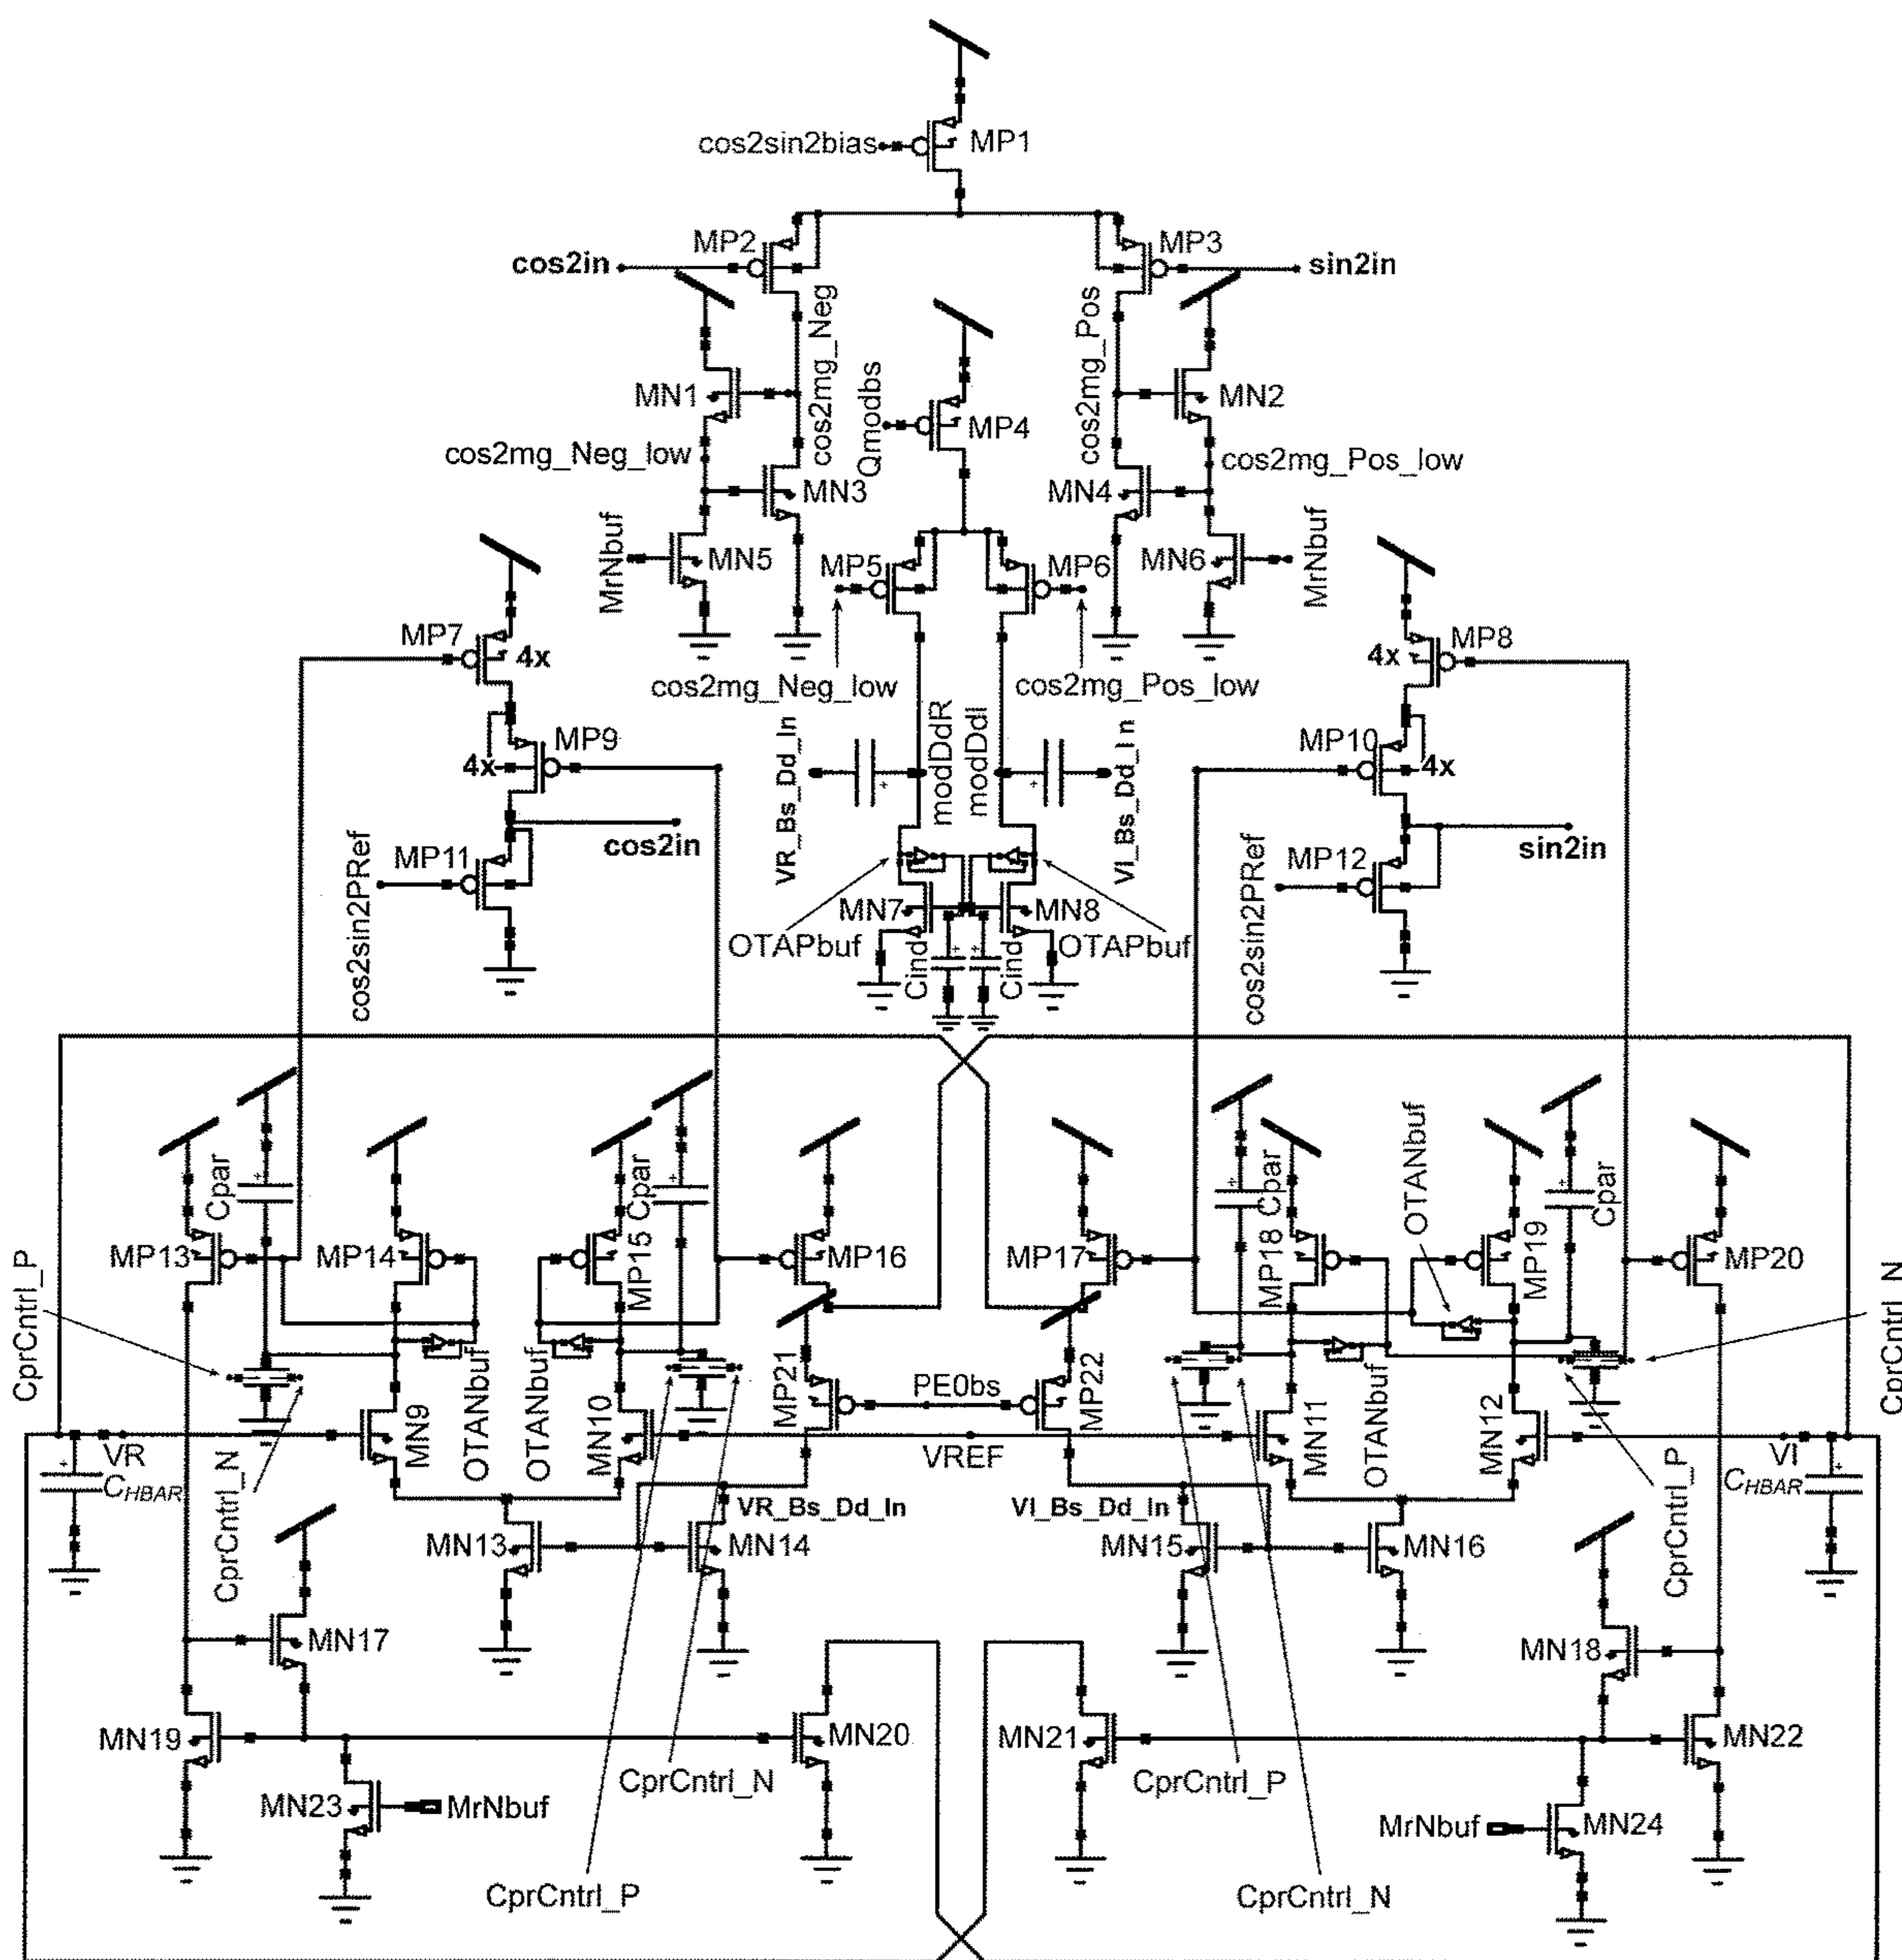 cos2sin2bias
MP1
MP2
MP3
cos2in
sin2in
cos2mg_Neg
cos2mg_Pos
MN1
MN2
Qmodbs
MP4
cos2mg_Neg_low
cos2mg_Pos_low
MN3
MN4
MrNbuf
MN5
MN6
MrNbuf
MP5
MP6
MP7
4x
4x
MP8
cos2mg_Neg_low
cos2mg_Pos_low
VR_Bs_Dd_In
modDdR
modDdI
VI_Bs_Dd_In
MP9
4x
MP10
4x
cos2in
sin2in
MP11
MP12
cos2sin2PRef
cos2sin2PRef
MN7
MN8
OTAPbuf
OTAPbuf
Cind
Cind
Cpar
Cpar
Cpar
Cpar
OTANbuf
MP13
MP14
MP15
MP16
MP17
MP18
MP19
MP20
CprCntrl_P
CprCntrl_N
OTANbuf
OTANbuf
OTANbuf
MP21
PE0bs
MP22
MN9
MN10
MN11
MN12
VR
VREF
VI
CHBAR
CHBAR
CprCntrl_N
CprCntrl_P
VR_Bs_Dd_In
VI_Bs_Dd_In
MN13
MN14
MN15
MN16
MN17
MN18
MN19
MN20
MN21
MN22
CprCntrl_N
CprCntrl_P
MN23
MrNbuf
MrNbuf
MN24
CprCntrl_P
CprCntrl_N